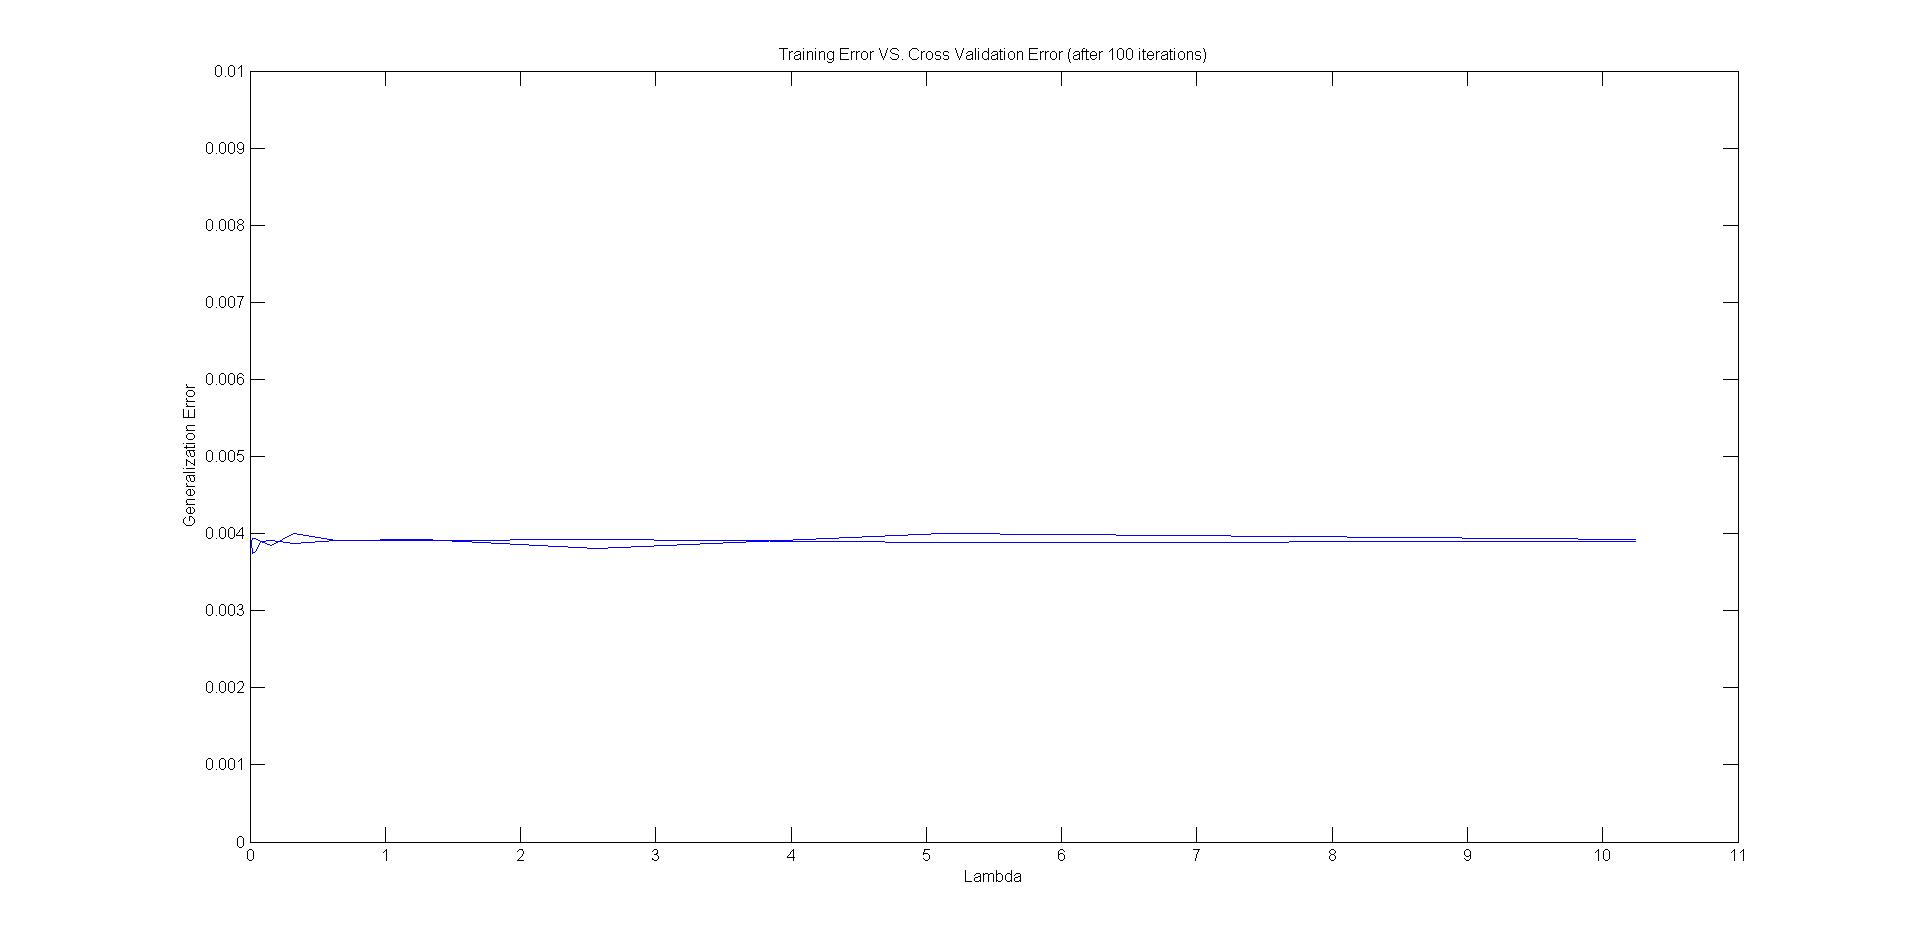 Training Error VS. Cross Validation Error (after 100 iterations)
0.01
0.009
0.008
0.007
0.006
0.005
0.004
0.003
0.002
0.001
0
Generalization Error
0 1 2 3 4 5 6 7 8 9 10 11
Lambda